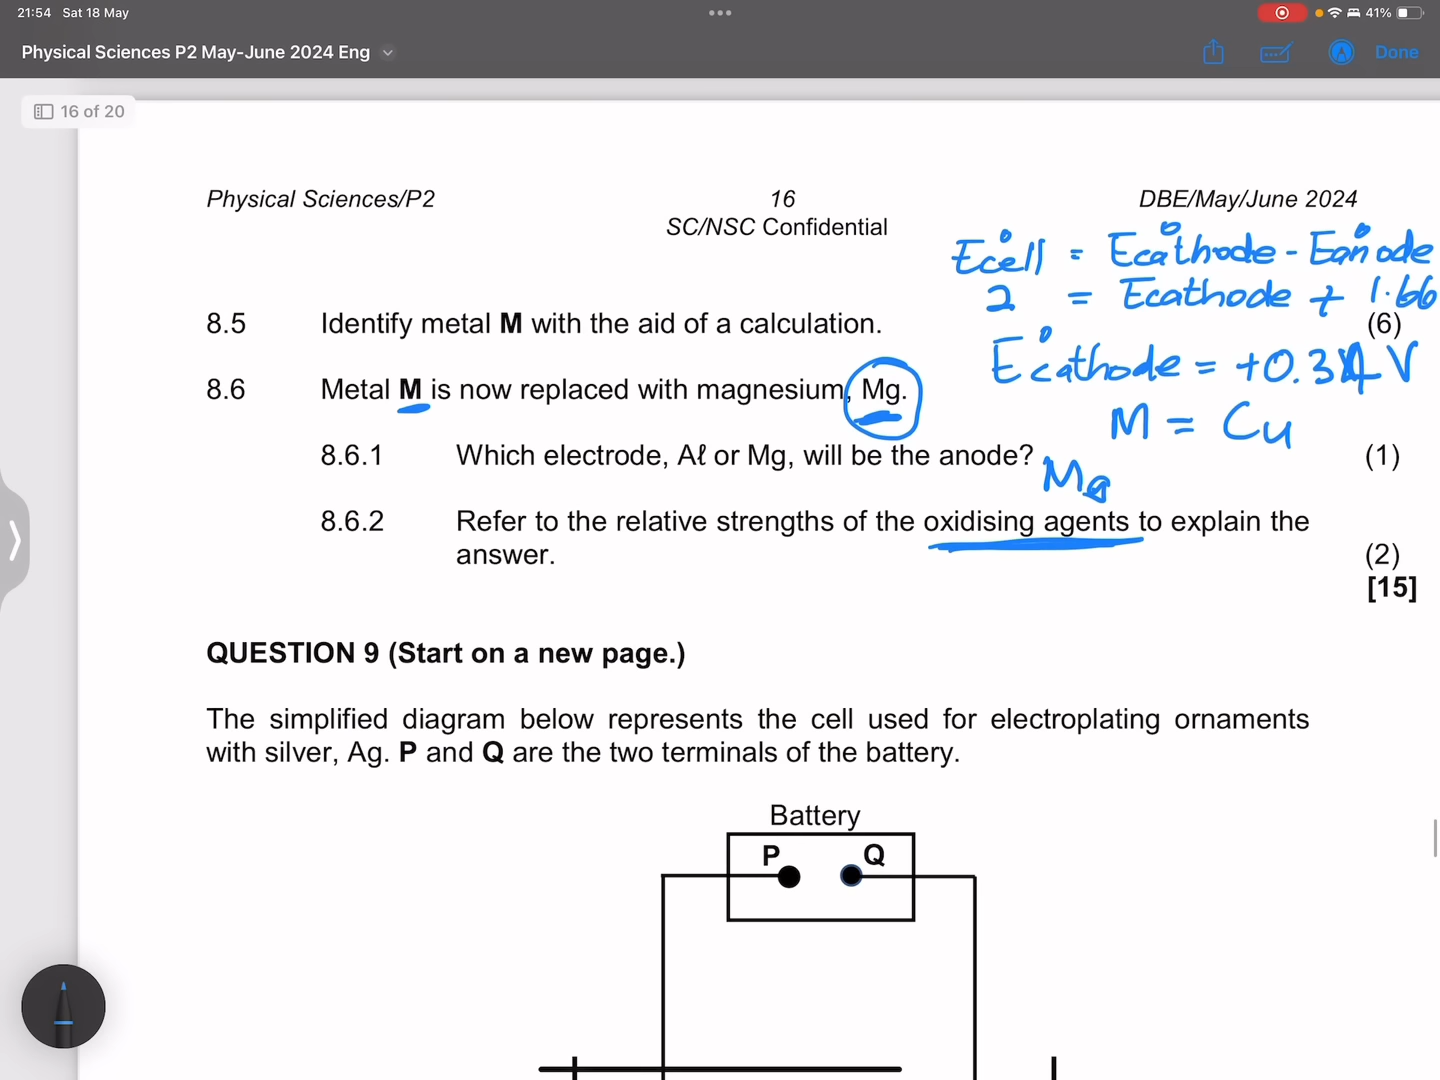 21:54 Sat 18 May
41%
Physical Sciences P2 May-June 2024 Eng
Done
16 of 20
Physical Sciences/P2 16 DBE/May/June 2024
SC/NSC Confidential
E°cell = E°cathode - E°anode
2 = Ecathode + 1.66
8.5 Identify metal M with the aid of a calculation. (6)
E°cathode = +0.34 V
8.6 Metal M is now replaced with magnesium, Mg.
M = Cu
8.6.1 Which electrode, Aℓ or Mg, will be the anode? (1)
Mg
8.6.2 Refer to the relative strengths of the oxidising agents to explain the
answer. (2)
[15]
QUESTION 9 (Start on a new page.)
The simplified diagram below represents the cell used for electroplating ornaments
with silver, Ag. P and Q are the two terminals of the battery.
Battery
P Q